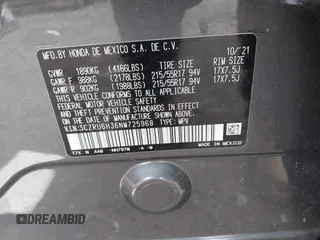 MFD.BY HONDA DE MEXICO S.A. DE C.V.
10/'21
GVWR 1890KG (4166LBS) TIRE SIZE RIM SIZE
GAWR F 988KG (2178LBS) 215/55R17 94V 17X7.5J
GAWR R 902KG (1988LBS) 215/55R17 94V 17X7.5J
THIS VEHICLE CONFORMS TO ALL APPLICABLE FEDERAL MOTOR VEHICLE SAFETY AND THEFT PREVENTION STANDARDS IN EFFECT ON THE DATE OF MANUFACTURE SHOWN ABOVE.
V.I.N:3CZRU6H36NM725968 TYPE: MPV
MADE IN MEXICO
T7X N AAB NH797M A
DREAMBID